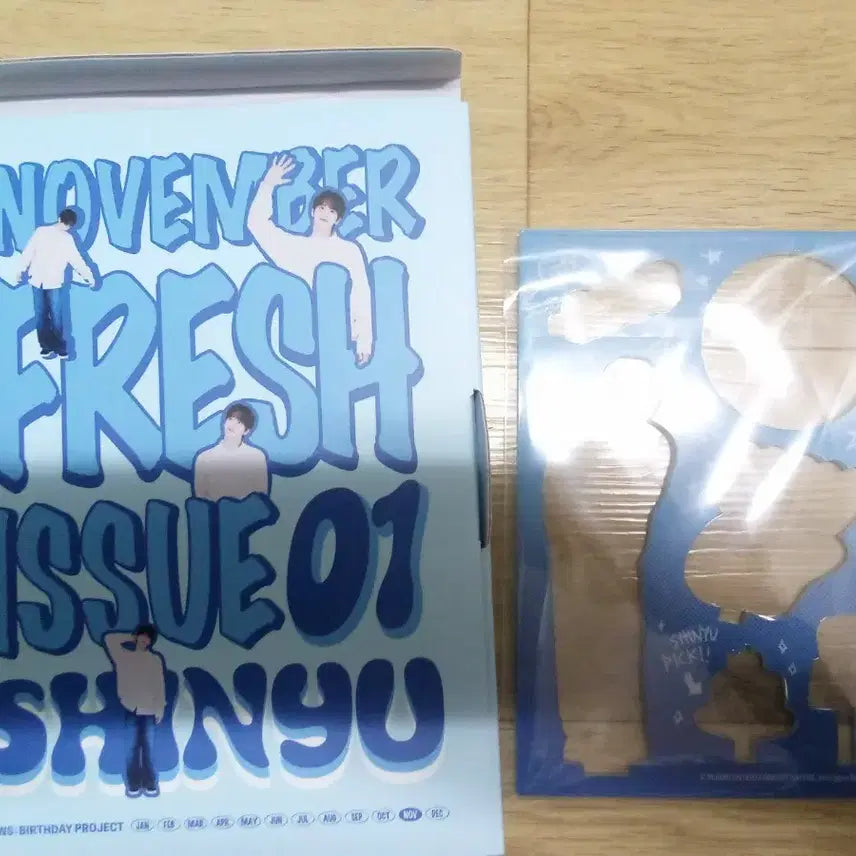 NOVEMBER
FRESH
ISSUE 01
SHINYU
WS-BIRTHDAY PROJECT JAN FEB MAR APR MAY JUN JUL AUG SEP OCT NOV DEC
SHINYU
PICK!!